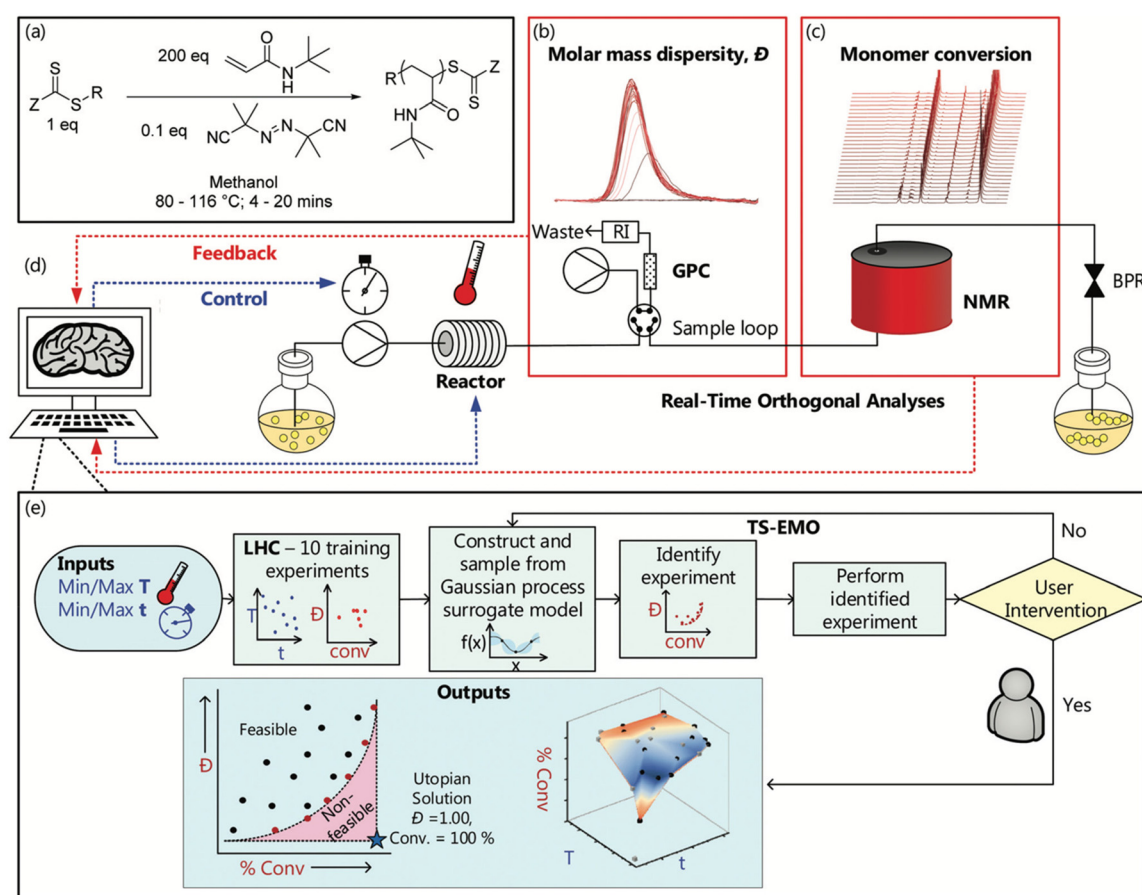 (a)
200 eq
O
N
H
Z
S
S
R
1 eq
0.1 eq
CN
N
N
CN
Methanol
80 - 116 °C; 4 - 20 mins
R
S
Z
S
O
HN
(b)
Molar mass dispersity, Đ
Waste
RI
GPC
Sample loop
(c)
Monomer conversion
NMR
BPR
(d)
Feedback
Control
Reactor
Real-Time Orthogonal Analyses
(e)
Inputs
Min/Max T
Min/Max t
LHC – 10 training
experiments
T
t
Đ
conv
Construct and
sample from
Gaussian process
surrogate model
f(x)
x
TS-EMO
Identify
experiment
Đ
conv
Perform
identified
experiment
No
User
Intervention
Yes
Outputs
Đ
Feasible
Non-
feasible
% Conv
Utopian
Solution
Đ =1.00,
Conv. = 100 %
% Conv
T
t